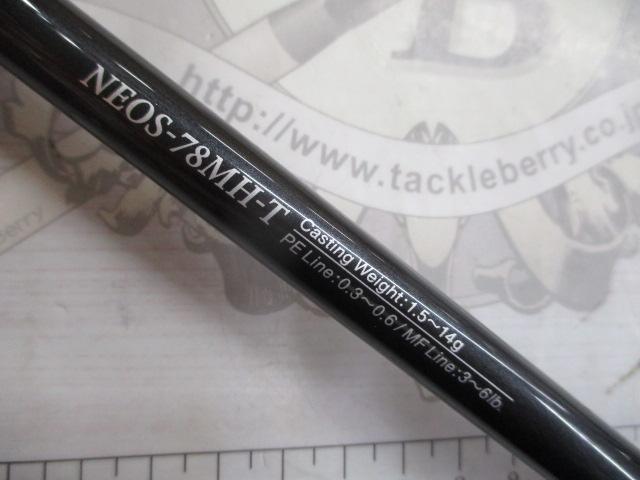 NEOS-78MH-T
Casting Weight:1.5～14g
PE Line:0.3～0.6/MF Line:3～6lb.
http://www.tackleberry.co.jp
berry
B